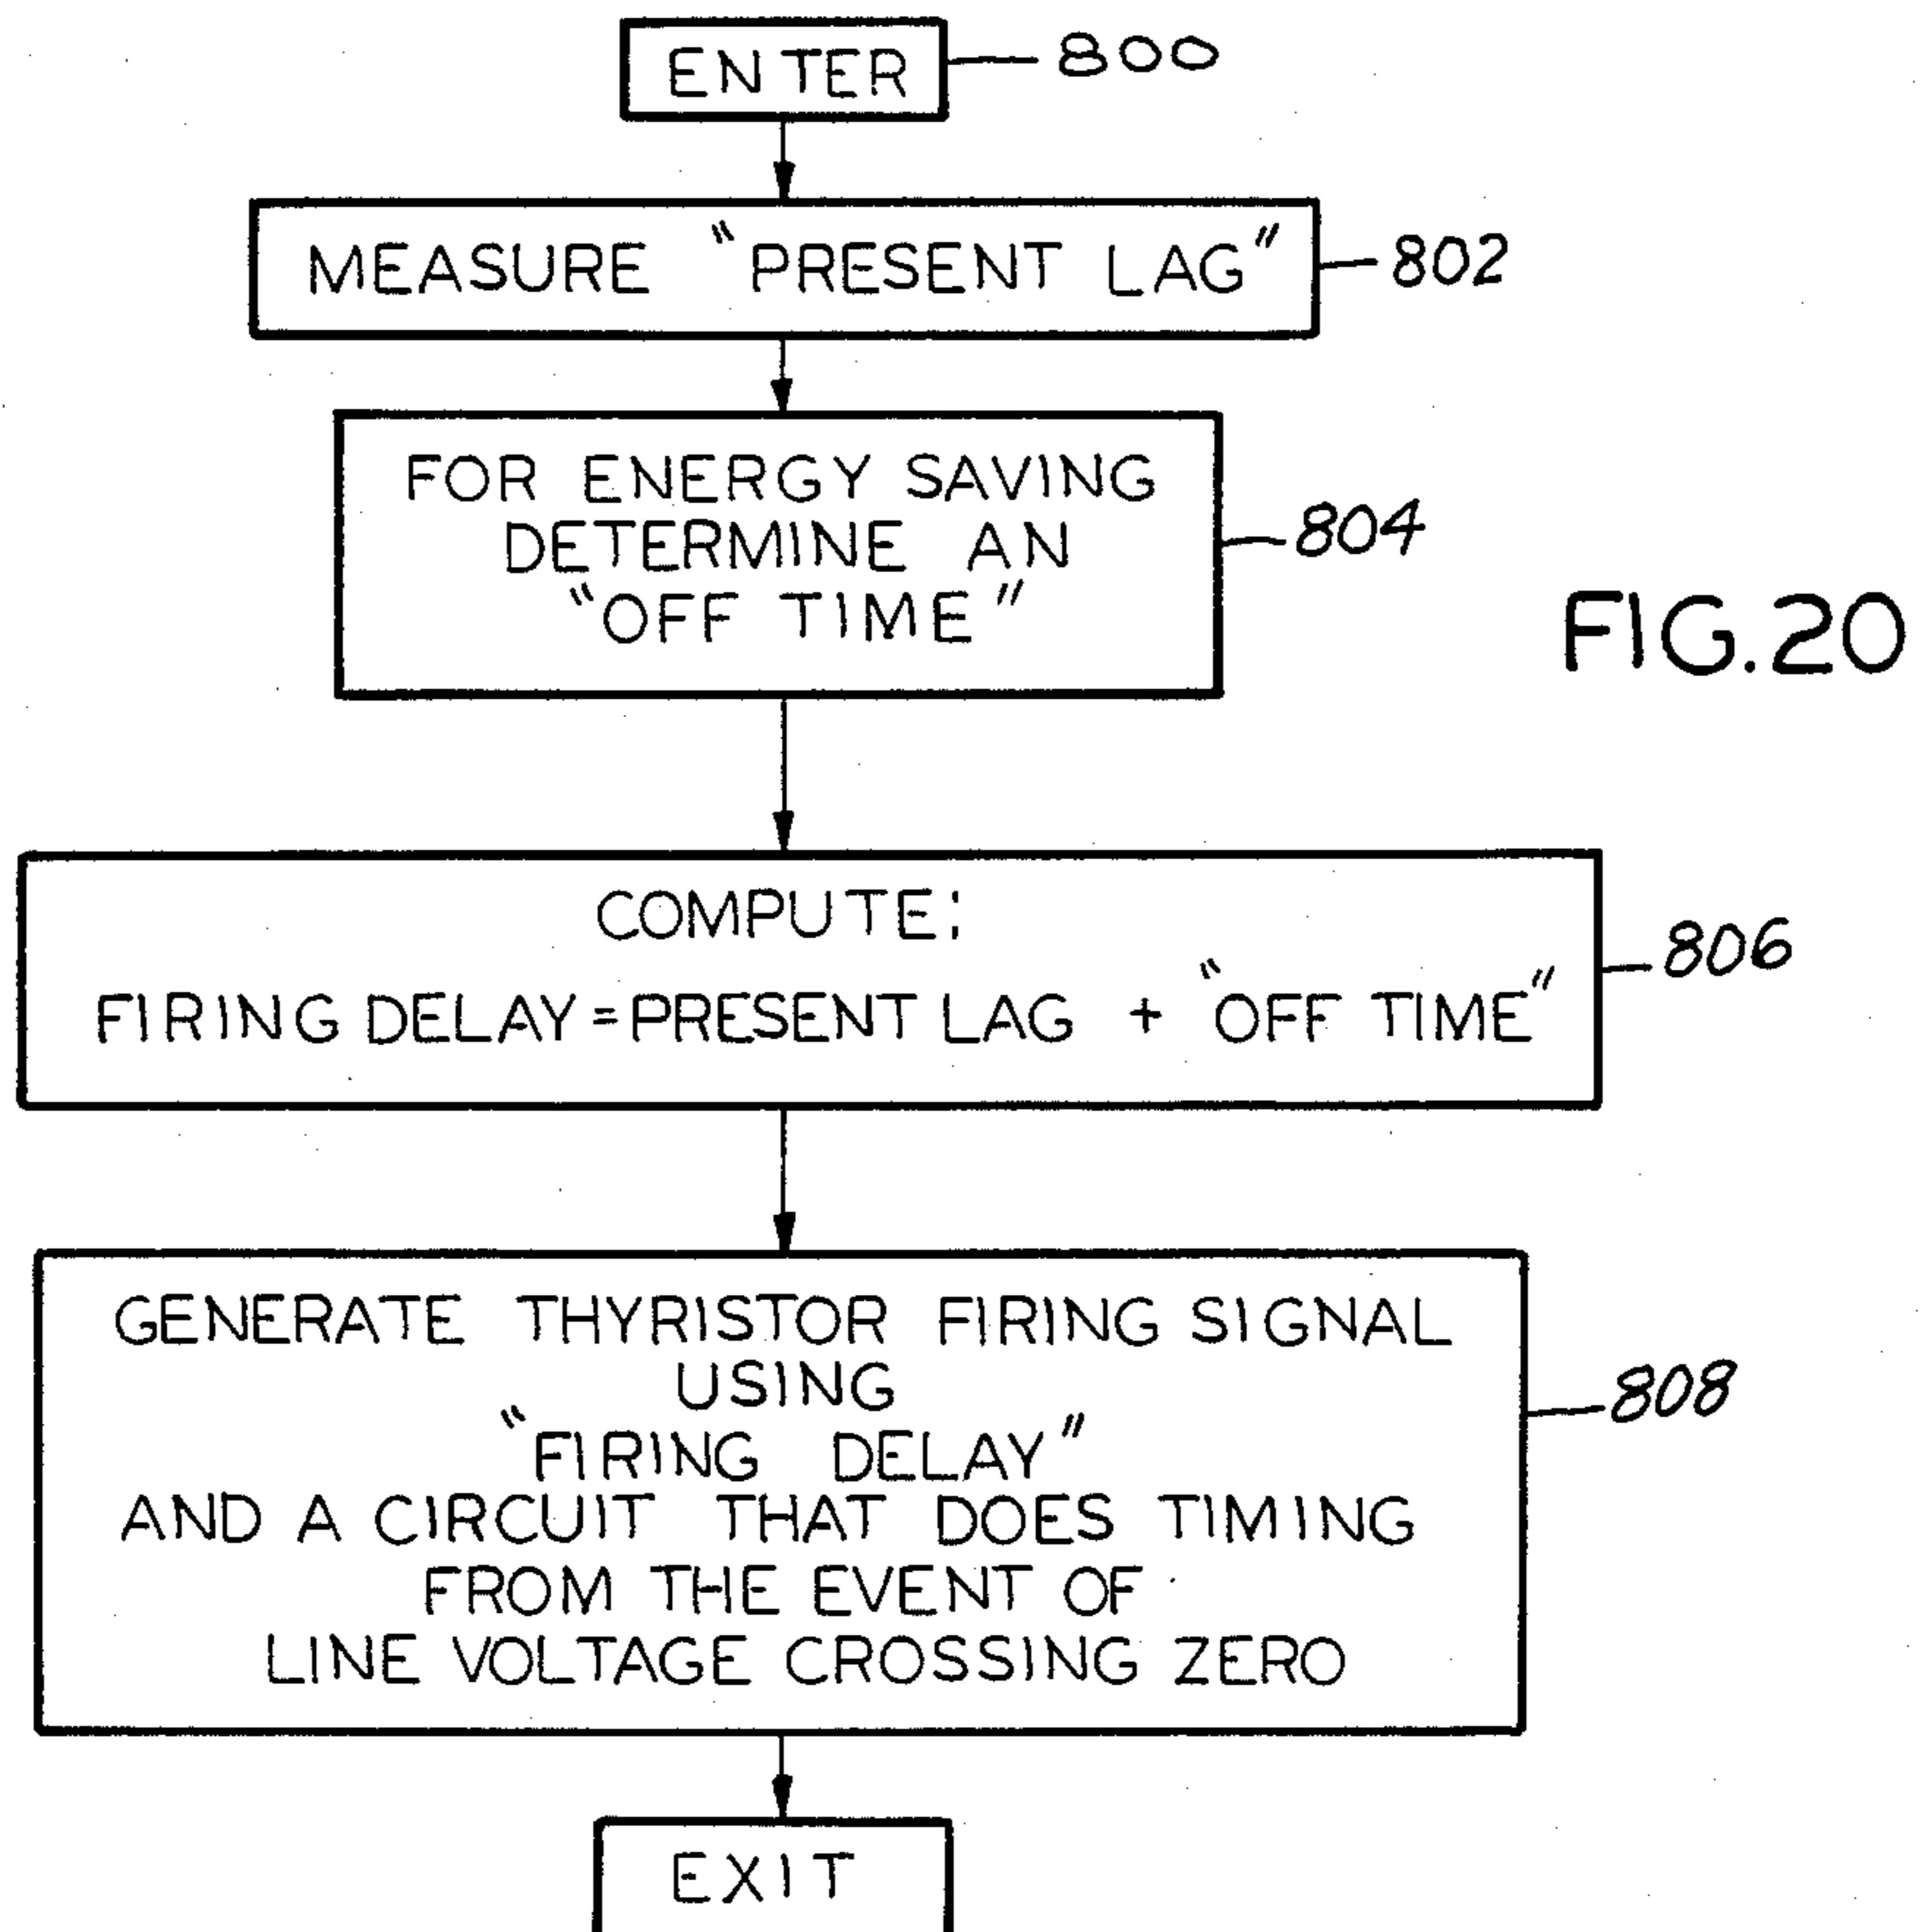 ENTER 800
MEASURE "PRESENT LAG" 802
FOR ENERGY SAVING
DETERMINE AN
"OFF TIME"
804
FIG.20
COMPUTE:
FIRING DELAY=PRESENT LAG + "OFF TIME"
806
GENERATE THYRISTOR FIRING SIGNAL
USING
"FIRING DELAY"
AND A CIRCUIT THAT DOES TIMING
FROM THE EVENT OF
LINE VOLTAGE CROSSING ZERO
808
EXIT